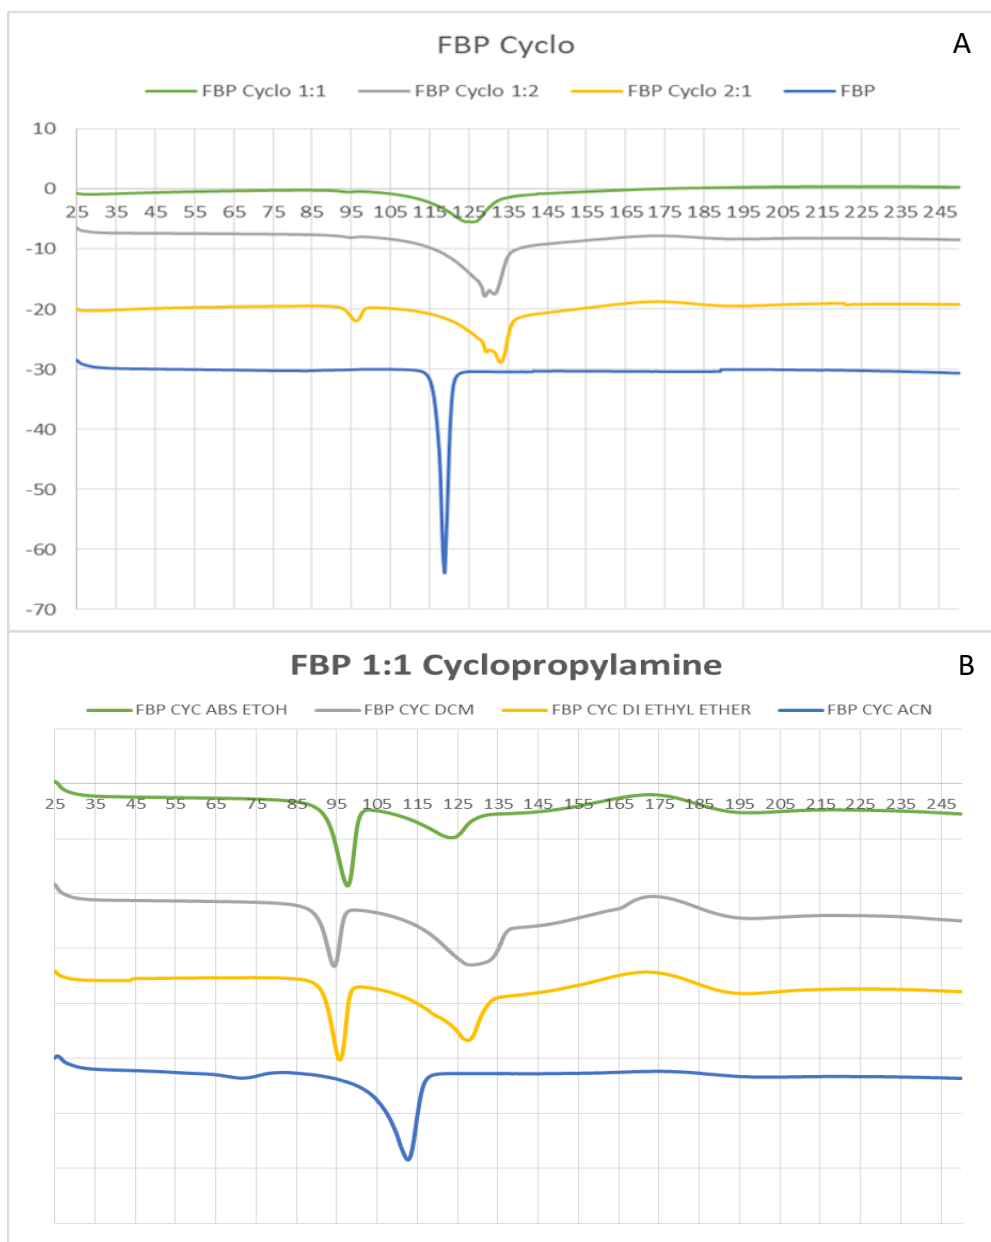 FBP Cyclo
A
FBP Cyclo 1:1 FBP Cyclo 1:2 FBP Cyclo 2:1 FBP
10
0
25 35 45 55 65 75 85 95 105 115 125 135 145 155 165 175 185 195 205 215 225 235 245
-10
-20
-30
-40
-50
-60
-70
FBP 1:1 Cyclopropylamine
B
FBP CYC ABS ETOH FBP CYC DCM FBP CYC DI ETHYL ETHER FBP CYC ACN
25 35 45 55 65 75 85 95 105 115 125 135 145 155 165 175 185 195 205 215 225 235 245